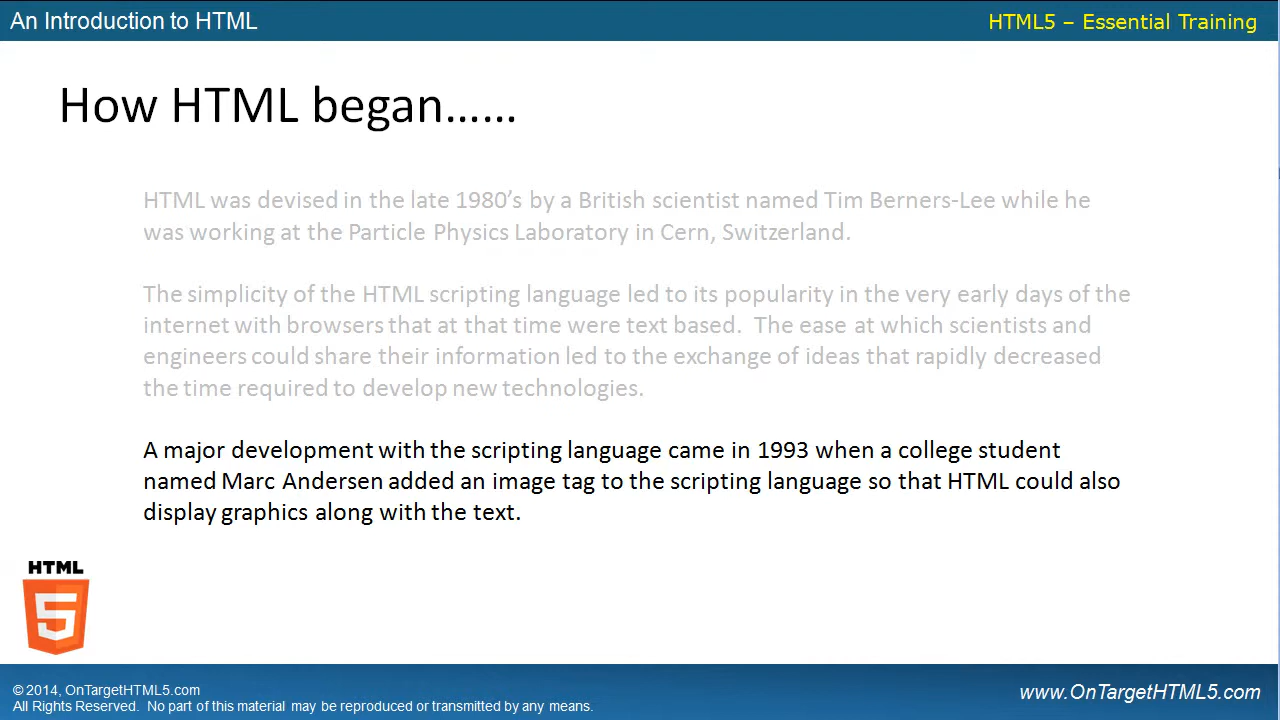 An Introduction to HTML
HTML5 – Essential Training
How HTML began......
HTML was devised in the late 1980’s by a British scientist named Tim Berners-Lee while he
was working at the Particle Physics Laboratory in Cern, Switzerland.
The simplicity of the HTML scripting language led to its popularity in the very early days of the
internet with browsers that at that time were text based.  The ease at which scientists and
engineers could share their information led to the exchange of ideas that rapidly decreased
the time required to develop new technologies.
A major development with the scripting language came in 1993 when a college student
named Marc Andersen added an image tag to the scripting language so that HTML could also
display graphics along with the text.
HTML
5
© 2014, OnTargetHTML5.com
All Rights Reserved.  No part of this material may be reproduced or transmitted by any means.
www.OnTargetHTML5.com